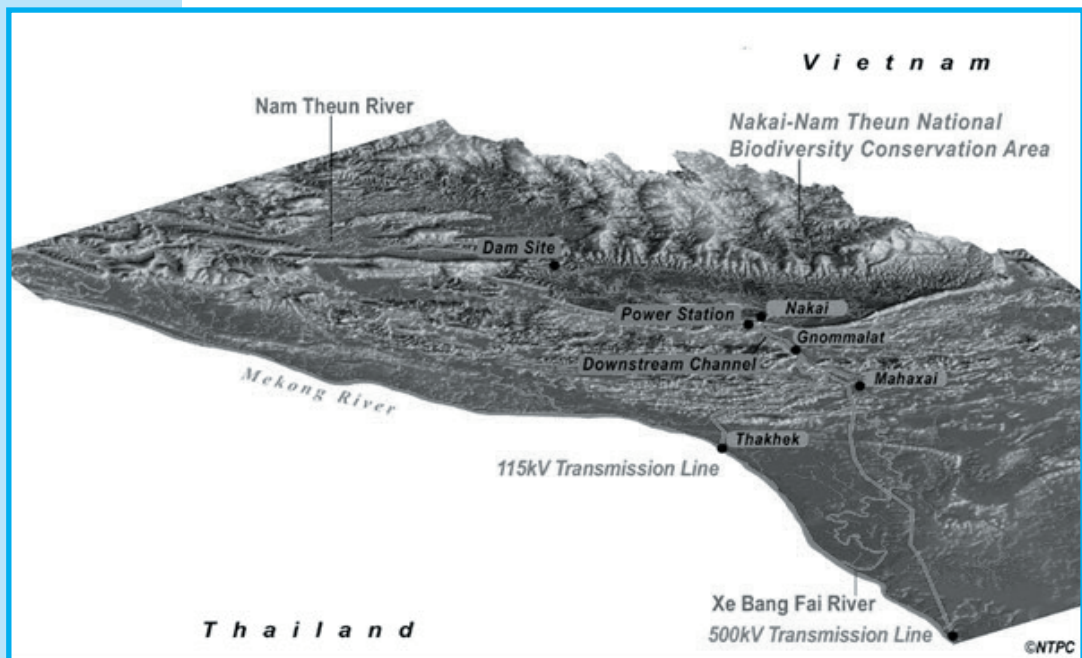 Vietnam
Nam Theun River
Nakai-Nam Theun National
Biodiversity Conservation Area
Dam Site
Nakai
Power Station
Gnommalat
Downstream Channel
Mahaxai
Mekong River
Thakhek
115kV Transmission Line
Xe Bang Fai River
500kV Transmission Line
Thailand
©NTPC